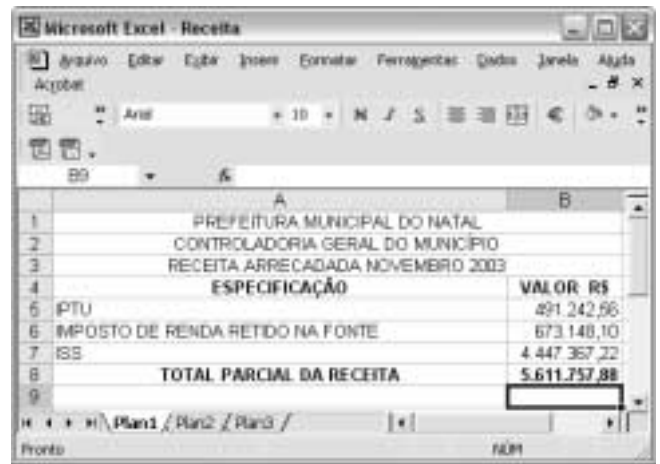 Microsoft Excel - Receita
Arquivo Editar Exibir Inserir Formatar Ferramentas Dados Janela Ajuda
Acrobat
Arial 10 N I S €
B9 fx
A B
1 PREFEITURA MUNICIPAL DO NATAL
2 CONTROLADORIA GERAL DO MUNICÍPIO
3 RECEITA ARRECADADA NOVEMBRO 2003
4 ESPECIFICAÇÃO VALOR R$
5 IPTU 491.242,56
6 IMPOSTO DE RENDA RETIDO NA FONTE 673.148,10
7 ISS 4.447.367,22
8 TOTAL PARCIAL DA RECEITA 5.611.757,88
9
Plan1 / Plan2 / Plan3 /
Pronto NÚM